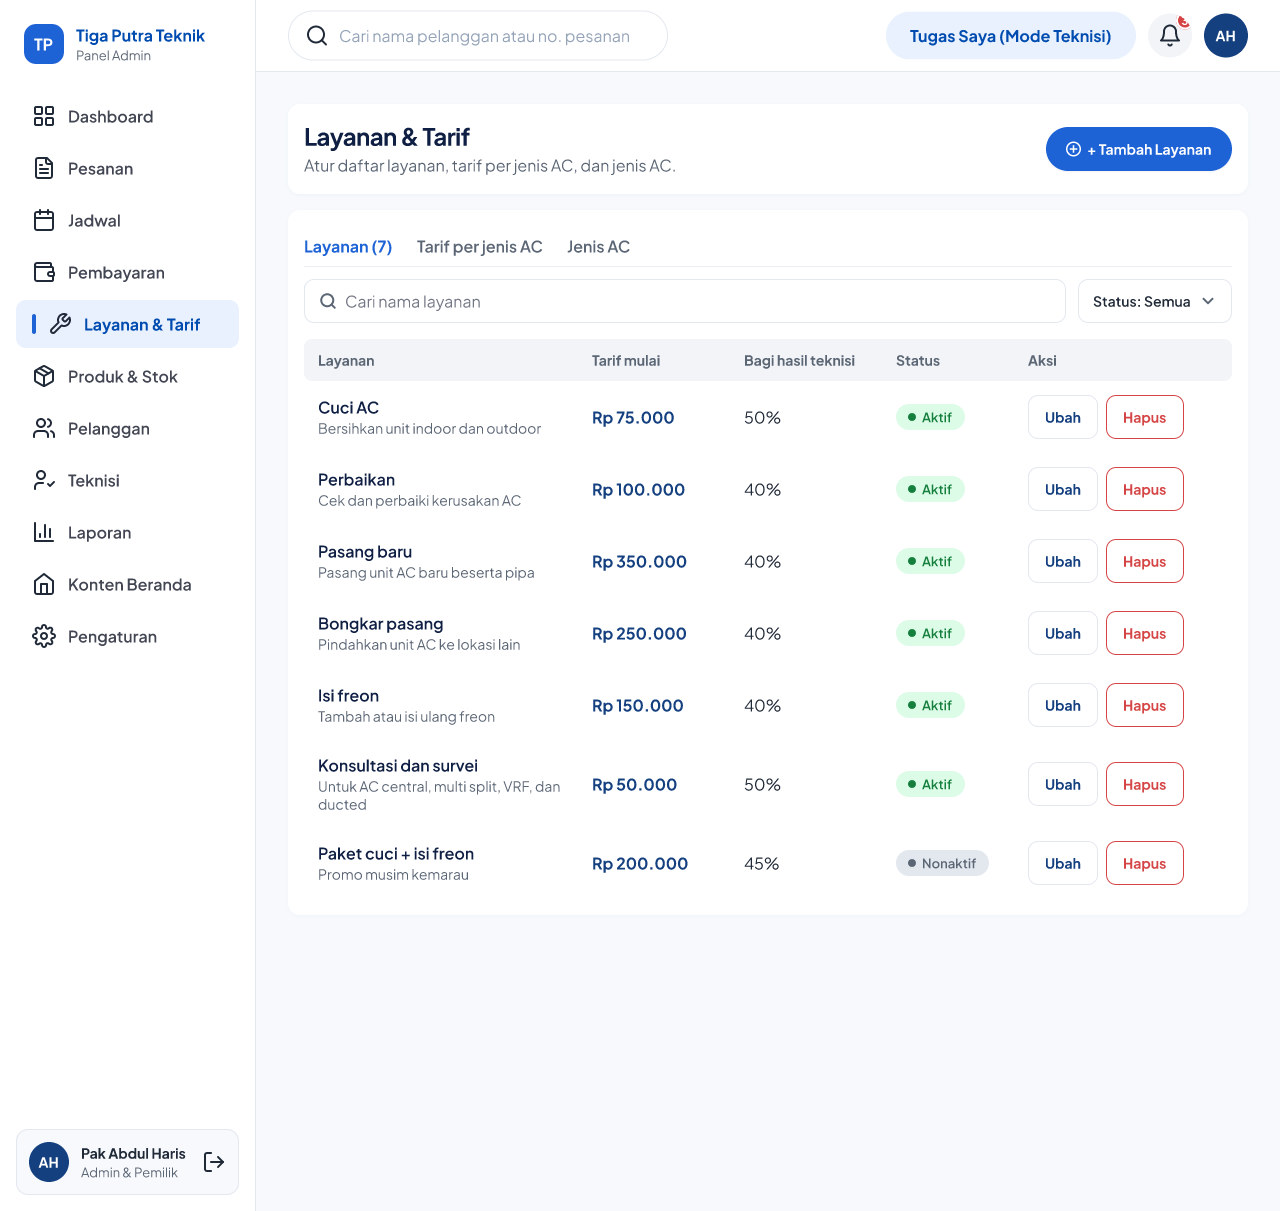 TP
Tiga Putra Teknik
Panel Admin
Dashboard
Pesanan
Jadwal
Pembayaran
Layanan & Tarif
Produk & Stok
Pelanggan
Teknisi
Laporan
Konten Beranda
Pengaturan
AH
Pak Abdul Haris
Admin & Pemilik
Cari nama pelanggan atau no. pesanan
Tugas Saya (Mode Teknisi)
AH
Layanan & Tarif
Atur daftar layanan, tarif per jenis AC, dan jenis AC.
+ Tambah Layanan
Layanan (7) Tarif per jenis AC Jenis AC
Cari nama layanan
Status: Semua
Layanan Tarif mulai Bagi hasil teknisi Status Aksi
Cuci AC
Bersihkan unit indoor dan outdoor
Rp 75.000 50% Aktif Ubah Hapus
Perbaikan
Cek dan perbaiki kerusakan AC
Rp 100.000 40% Aktif Ubah Hapus
Pasang baru
Pasang unit AC baru beserta pipa
Rp 350.000 40% Aktif Ubah Hapus
Bongkar pasang
Pindahkan unit AC ke lokasi lain
Rp 250.000 40% Aktif Ubah Hapus
Isi freon
Tambah atau isi ulang freon
Rp 150.000 40% Aktif Ubah Hapus
Konsultasi dan survei
Untuk AC central, multi split, VRF, dan
ducted
Rp 50.000 50% Aktif Ubah Hapus
Paket cuci + isi freon
Promo musim kemarau
Rp 200.000 45% Nonaktif Ubah Hapus